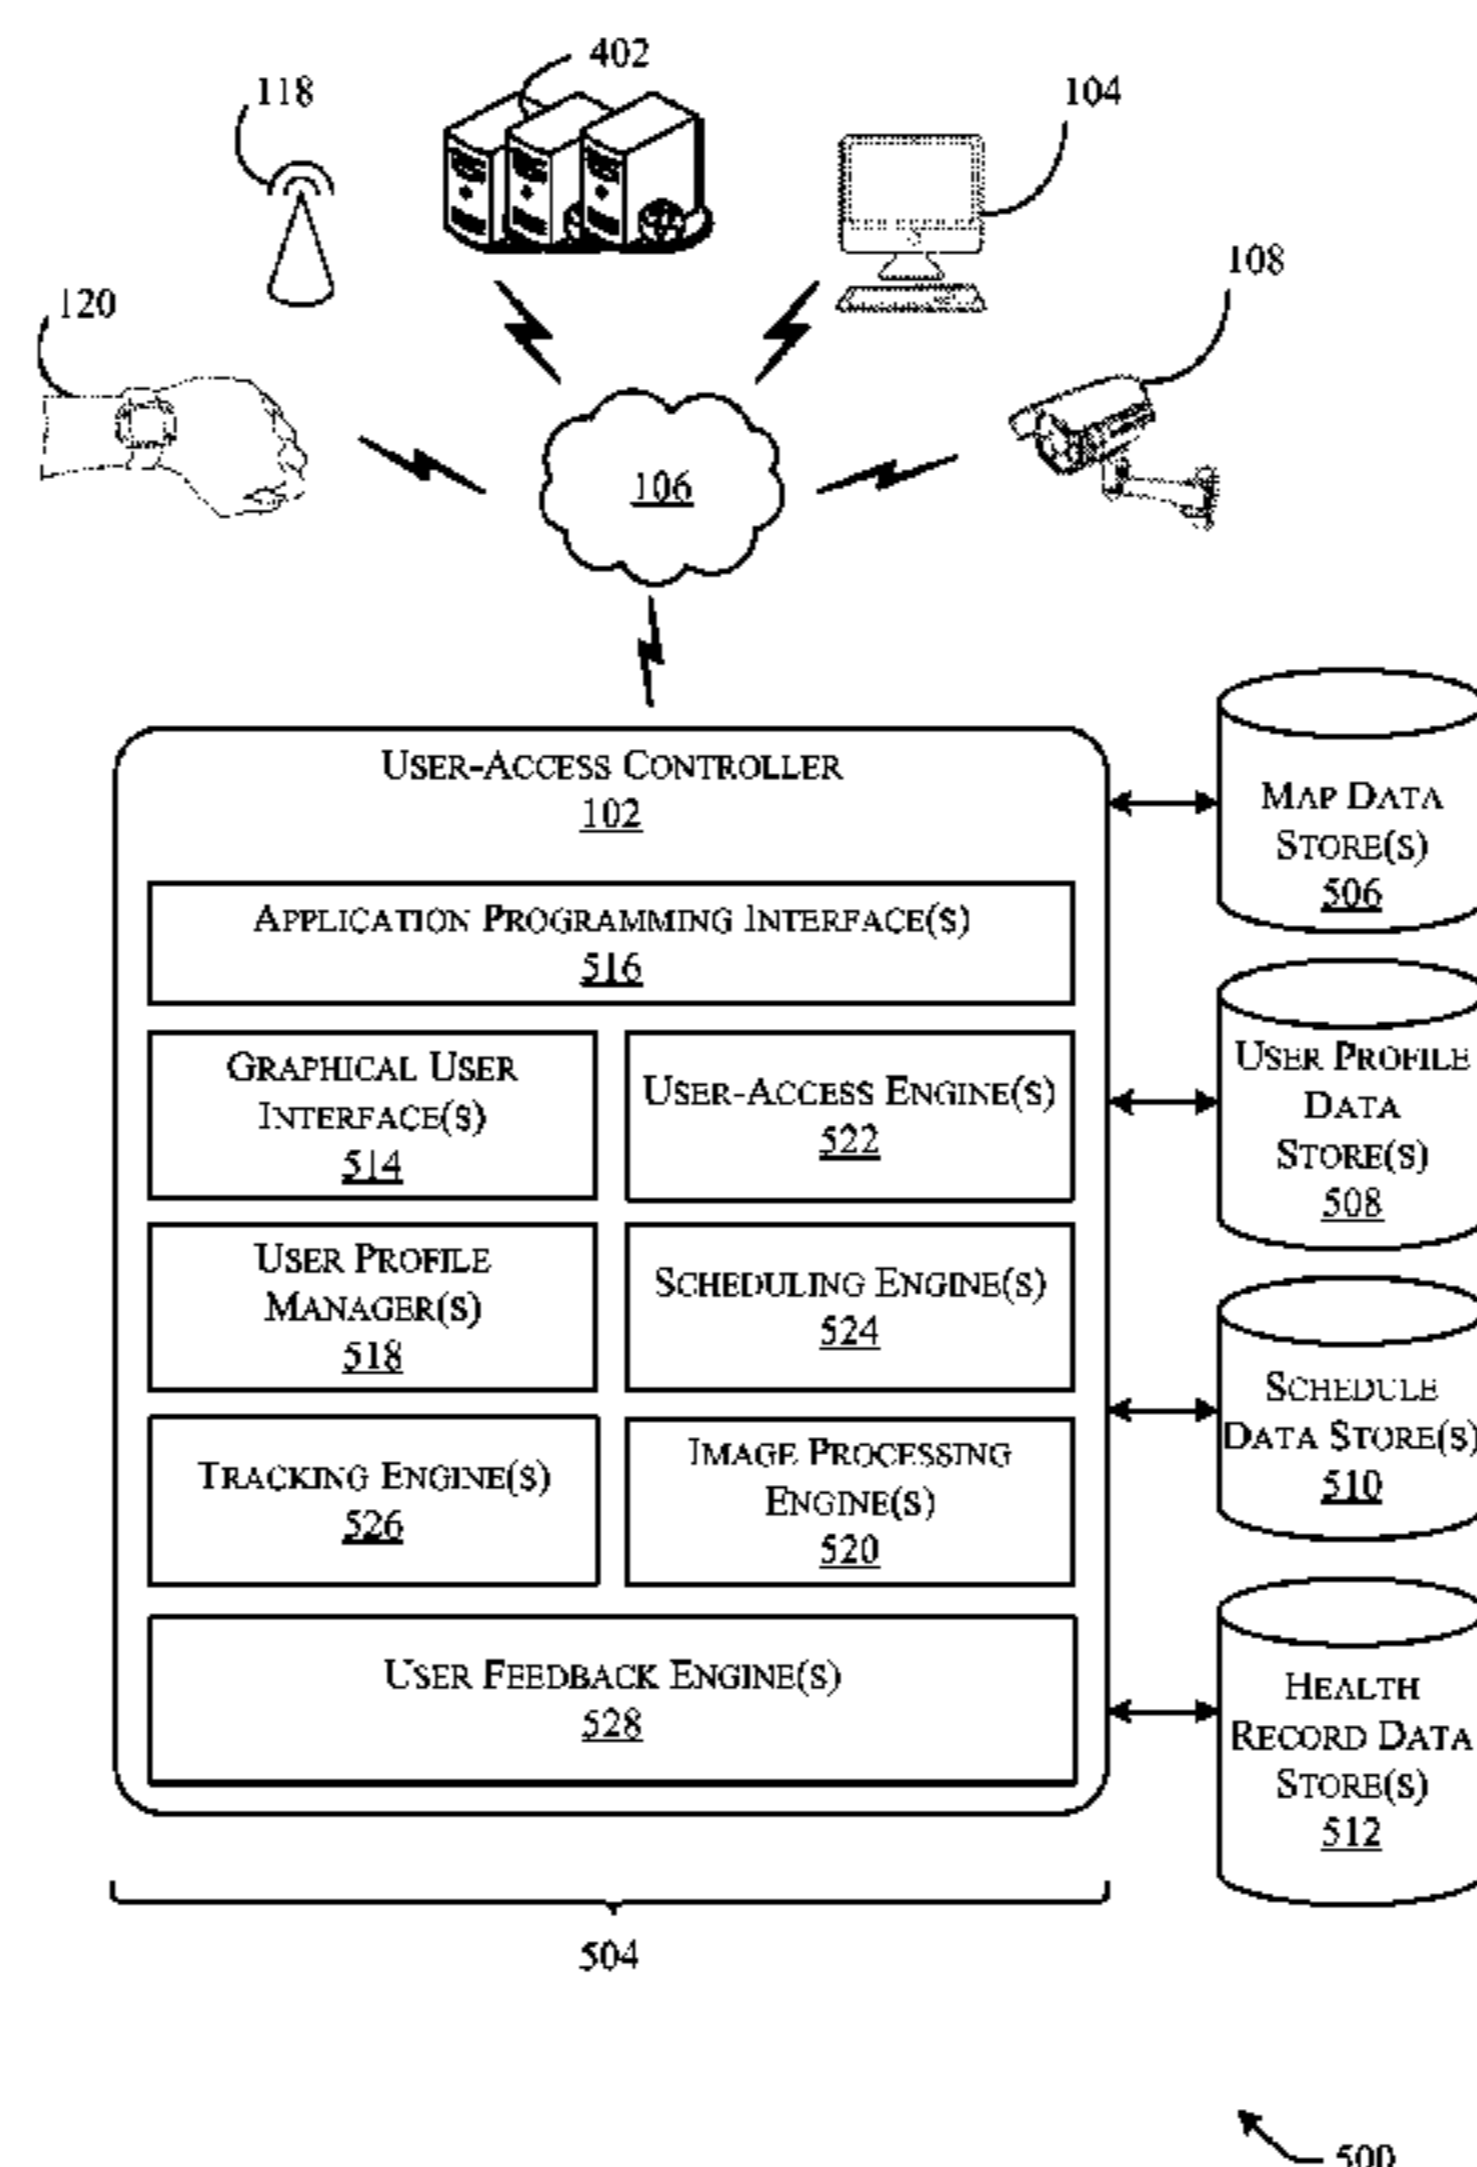 402
118
104
108
120
106
USER-ACCESS CONTROLLER
102
APPLICATION PROGRAMMING INTERFACE(S)
516
GRAPHICAL USER
INTERFACE(S)
514
USER-ACCESS ENGINE(S)
522
USER PROFILE
MANAGER(S)
518
SCHEDULING ENGINE(S)
524
TRACKING ENGINE(S)
526
IMAGE PROCESSING
ENGINE(S)
520
USER FEEDBACK ENGINE(S)
528
MAP DATA
STORE(S)
506
USER PROFILE
DATA
STORE(S)
508
SCHEDULE
DATA STORE(S)
510
HEALTH
RECORD DATA
STORE(S)
512
504
500